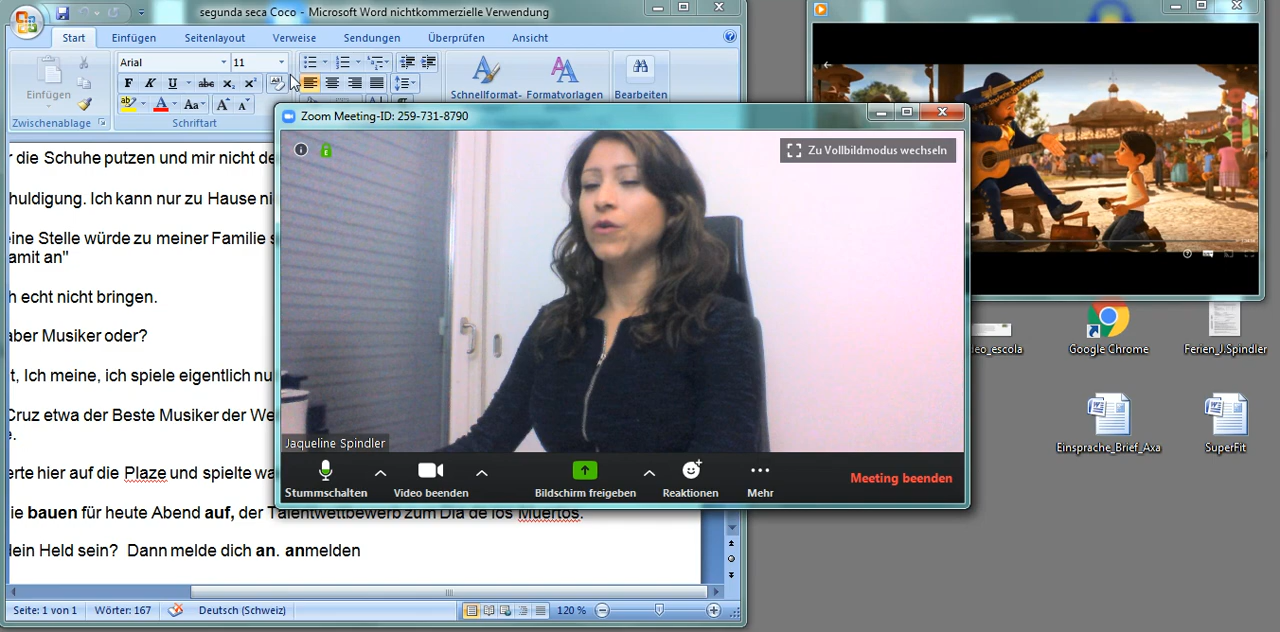 segunda seca Coco - Microsoft Word nichtkommerzielle Verwendung
Start Einfügen Seitenlayout Verweise Sendungen Überprüfen Ansicht
Arial 11
Einfügen
F K U abc x₂ x²
Aa A A
Schnellformat- Formatvorlagen Bearbeiten
Zwischenablage Schriftart
die Schuhe putzen und mir nicht
huldigung. Ich kann nur zu Hause
ine Stelle würde zu meiner Familie
amit an"
echt nicht bringen.
aber Musiker oder?
t, Ich meine, ich spiele eigentlich
Cruz etwa der Beste Musiker der
erte hier auf die Plaze und spielte
ie bauen für heute Abend auf, der Talentwettbewerb zum Dia de los Muertos.
dein Held sein? Dann melde dich an. anmelden
Seite: 1 von 1 Wörter: 167 Deutsch (Schweiz) 120 %
Zoom Meeting-ID: 259-731-8790
Zu Vollbildmodus wechseln
Jaqueline Spindler
Stummschalten Video beenden Bildschirm freigeben Reaktionen Mehr Meeting beenden
eo_escola Google Chrome Ferien_J.Spindler
Einsprache_Brief_Axa SuperFit